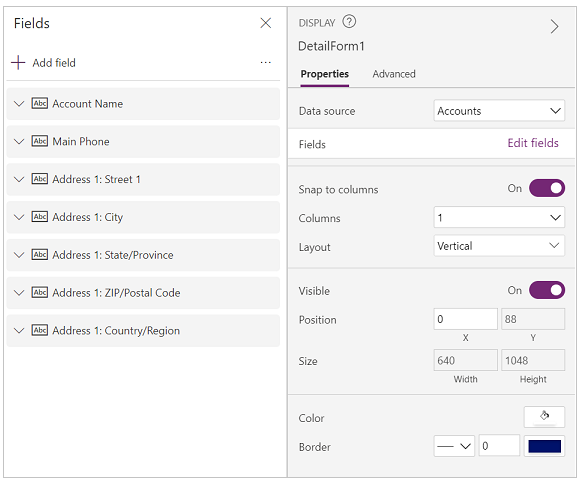 Fields
Add field
Abc Account Name
Abc Main Phone
Abc Address 1: Street 1
Abc Address 1: City
Abc Address 1: State/Province
Abc Address 1: ZIP/Postal Code
Abc Address 1: Country/Region
DISPLAY ?
DetailForm1
Properties Advanced
Data source Accounts
Fields Edit fields
Snap to columns On
Columns 1
Layout Vertical
Visible On
Position 0 88
X Y
Size 640 1048
Width Height
Color
Border 0